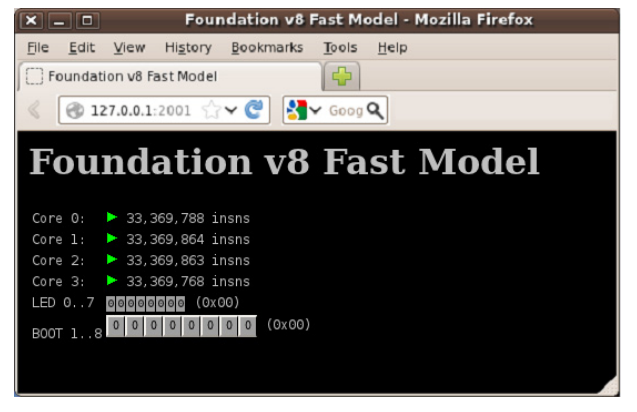 Foundation v8 Fast Model - Mozilla Firefox
File Edit View History Bookmarks Tools Help
Foundation v8 Fast Model
127.0.0.1:2001 Goog
Foundation v8 Fast Model
Core 0: 33,369,788 insns
Core 1: 33,369,864 insns
Core 2: 33,369,863 insns
Core 3: 33,369,768 insns
LED 0..7 00000000 (0x00)
BOOT 1..8 0 0 0 0 0 0 0 0 (0x00)